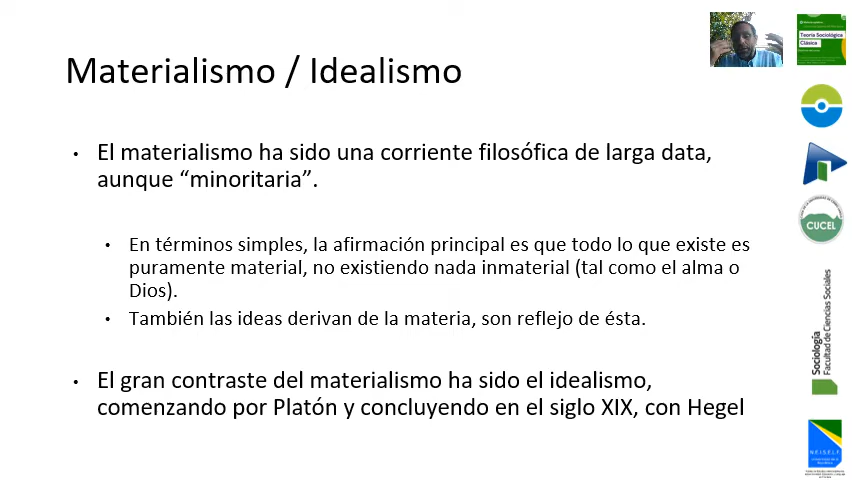 Materialismo / Idealismo
• El materialismo ha sido una corriente filosófica de larga data,
aunque “minoritaria”.
• En términos simples, la afirmación principal es que todo lo que existe es
puramente material, no existiendo nada inmaterial (tal como el alma o
Dios).
• También las ideas derivan de la materia, son reflejo de ésta.
• El gran contraste del materialismo ha sido el idealismo,
comenzando por Platón y concluyendo en el siglo XIX, con Hegel
Teoría Sociológica
Clásica
CUCEL
Sociología
Facultad de Ciencias Sociales